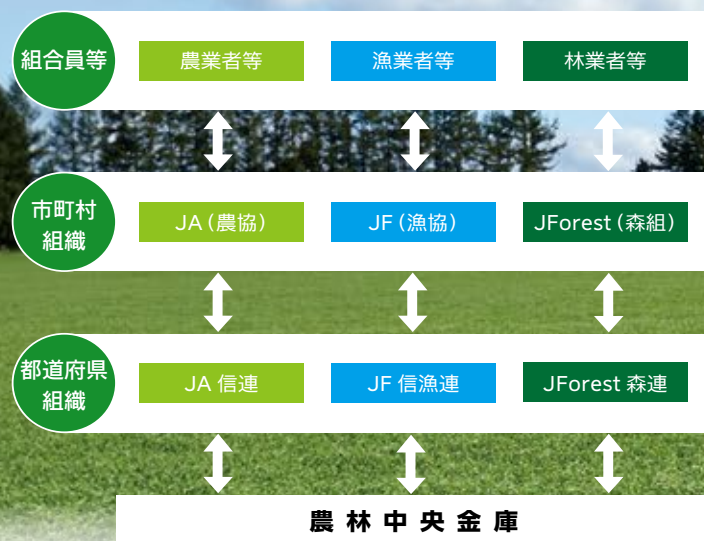 組合員等
農業者等
漁業者等
林業者等
市町村
組織
JA（農協）
JF（漁協）
JForest（森組）
都道府県
組織
JA 信連
JF 信漁連
JForest 森連
農林中央金庫